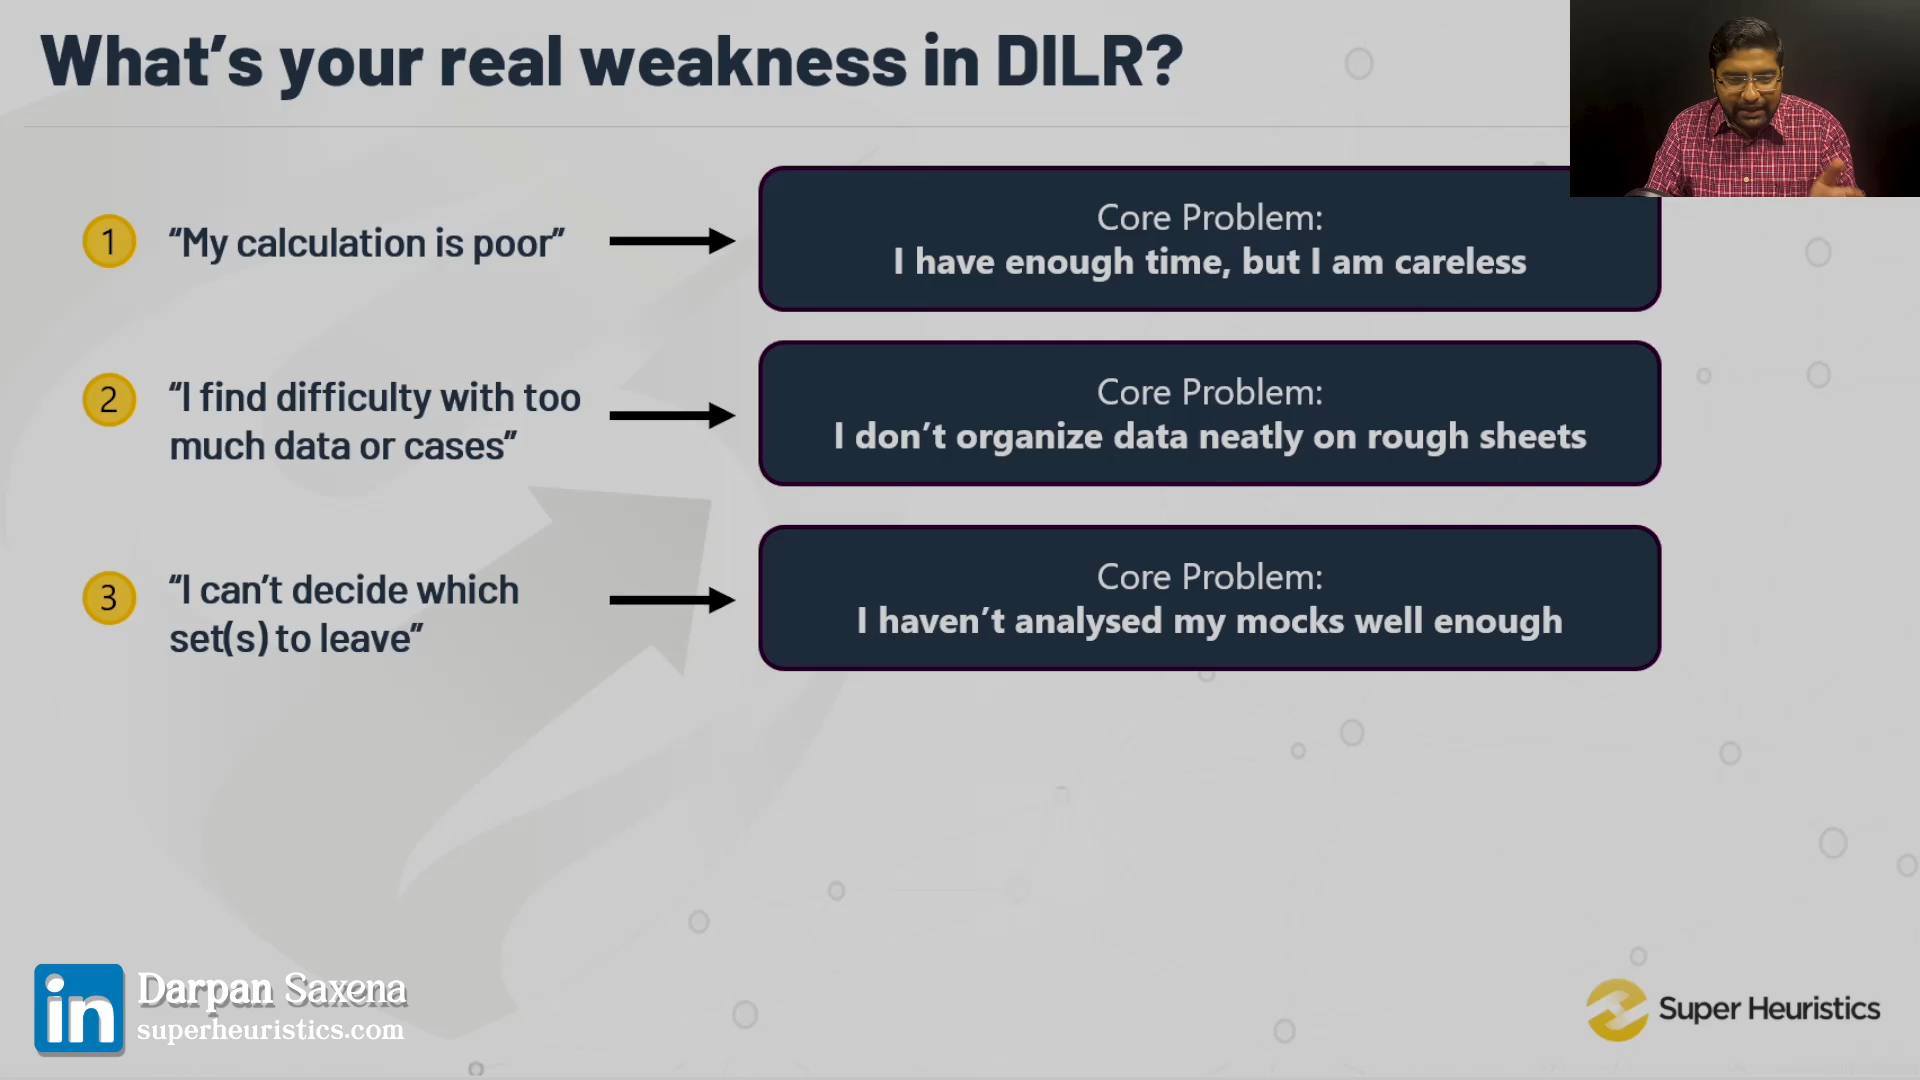 What’s your real weakness in DILR?
1
“My calculation is poor”
Core Problem:
I have enough time, but I am careless
2
“I find difficulty with too
much data or cases”
Core Problem:
I don’t organize data neatly on rough sheets
3
“I can’t decide which
set(s) to leave”
Core Problem:
I haven’t analysed my mocks well enough
in
Darpan Saxena
superheuristics.com
Super Heuristics